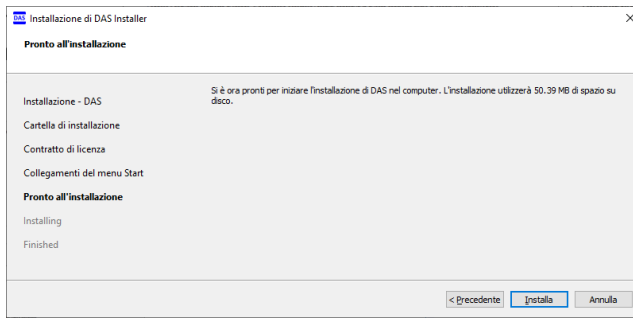 DAS Installazione di DAS Installer
Pronto all'installazione
Si è ora pronti per iniziare l'installazione di DAS nel computer. L'installazione utilizzerà 50.39 MB di spazio su
disco.
Installazione - DAS
Cartella di installazione
Contratto di licenza
Collegamenti del menu Start
Pronto all'installazione
Installing
Finished
< Precedente
Installa
Annulla